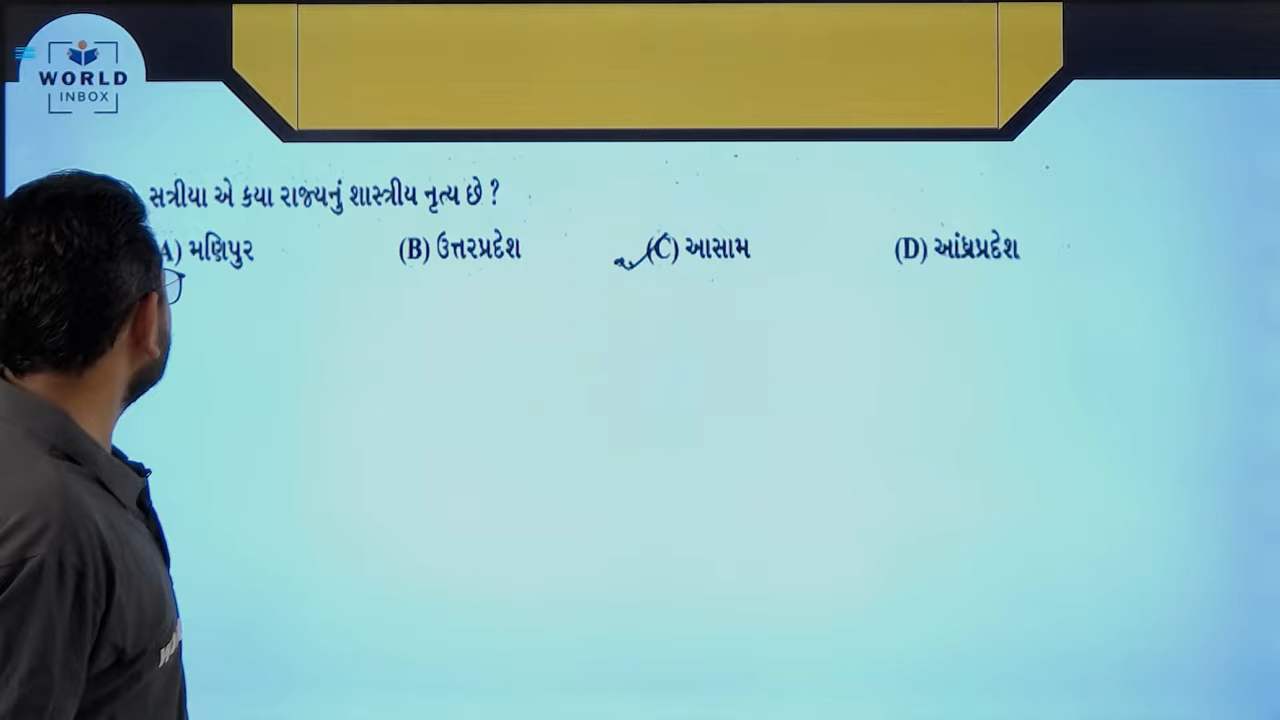 WORLD
INBOX
સત્રીયા એ કયા રાજ્યનું શાસ્ત્રીય નૃત્ય છે ?
A) મણિપુર (B) ઉત્તરપ્રદેશ (C) આસામ (D) આંધ્રપ્રદેશ